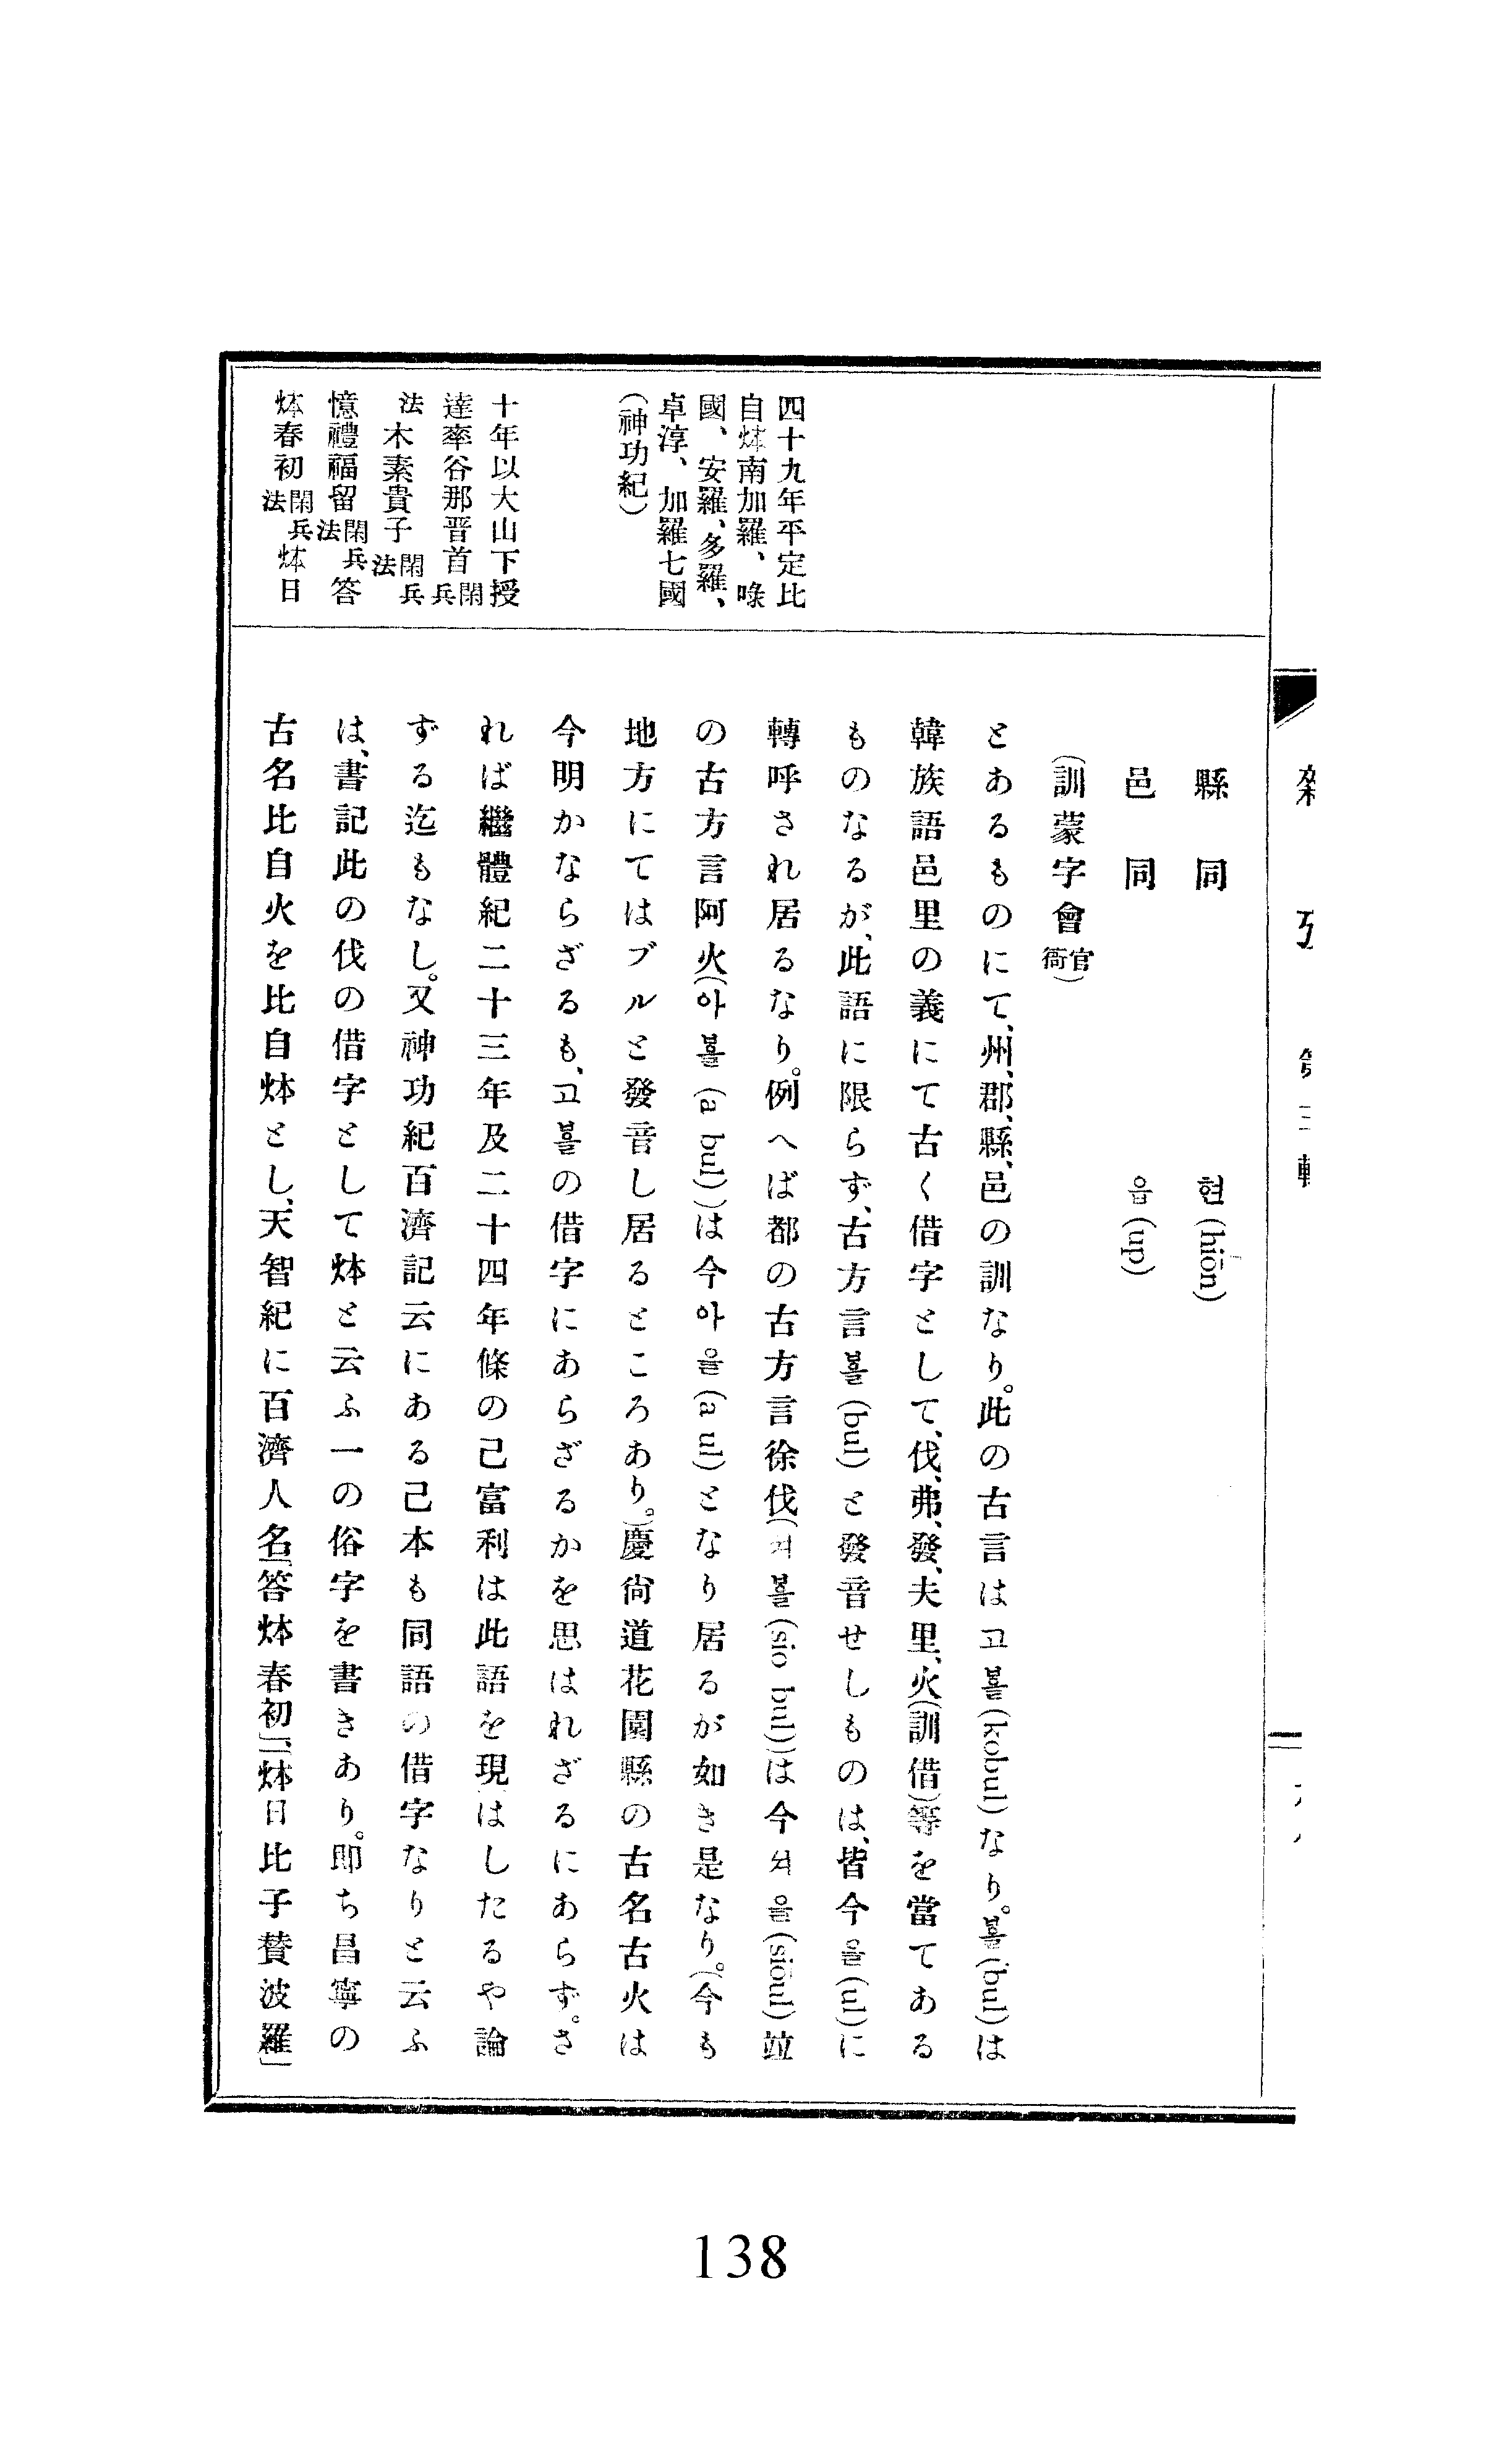 縣同 현(hiŏn)
邑同 읍(up)
(訓蒙字會官衙)
とあるものにて、州、郡、縣、邑の訓なり。此の古言は고볼(kobul)なり。볼(bul)は
韓族語邑里の義にて古く借字として、伐、弗、發、夫里、火(訓借)等を當てある
ものなるが、此語に限らず、古方言볼(bul)と發音せしものは、皆今올(ul)に
轉呼され居るなり。例へば都の古方言徐伐(셔볼(sio bul))は今셔울(siŏul)竝
の古方言阿火(아볼(a bul))は今아올(a ul)となり居るが如き是なり。(今も
地方にてはブルと發音し居るところあり。)慶尙道花園縣の古名古火は
今明かならざるも、고볼の借字にあらざるかを思はれざるにあらず。さ
れば繼體紀二十三年及二十四年條の己富利は此語を現はしたるや論
ずる迄もなし。又神功紀百濟記云にある己本も同語の借字なりと云ふ
は、書記此の伐の借字として炑と云ふ一の俗字を書きあり。卽ち昌寧の
古名比自火を比自炑とし、天智紀に百濟人名「答炑春初」、「炑日比子賛波羅」
四十九年平定比
自炑南加羅、喙
國、安羅、多羅、
卓淳、加羅七國
(神功紀)
十年以大山下授
達率谷那晋首閑兵
法木素貴子閑兵法
憶禮福留閑兵法答
炑春初閑兵法炑日
138